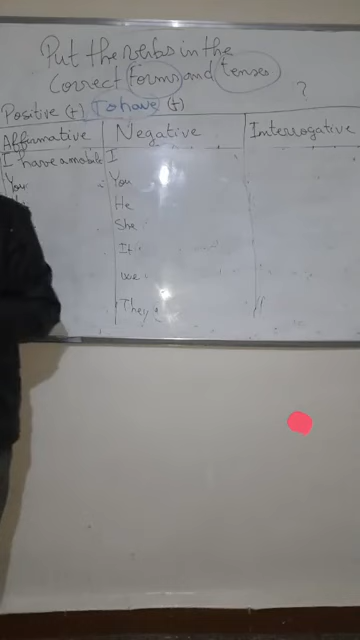 Put the verbs in the
correct forms and tenses
?
Positive (+) To have (+)
Affirmative Negative Interrogative
I have a mobile I
You You
He
She
It
we
They